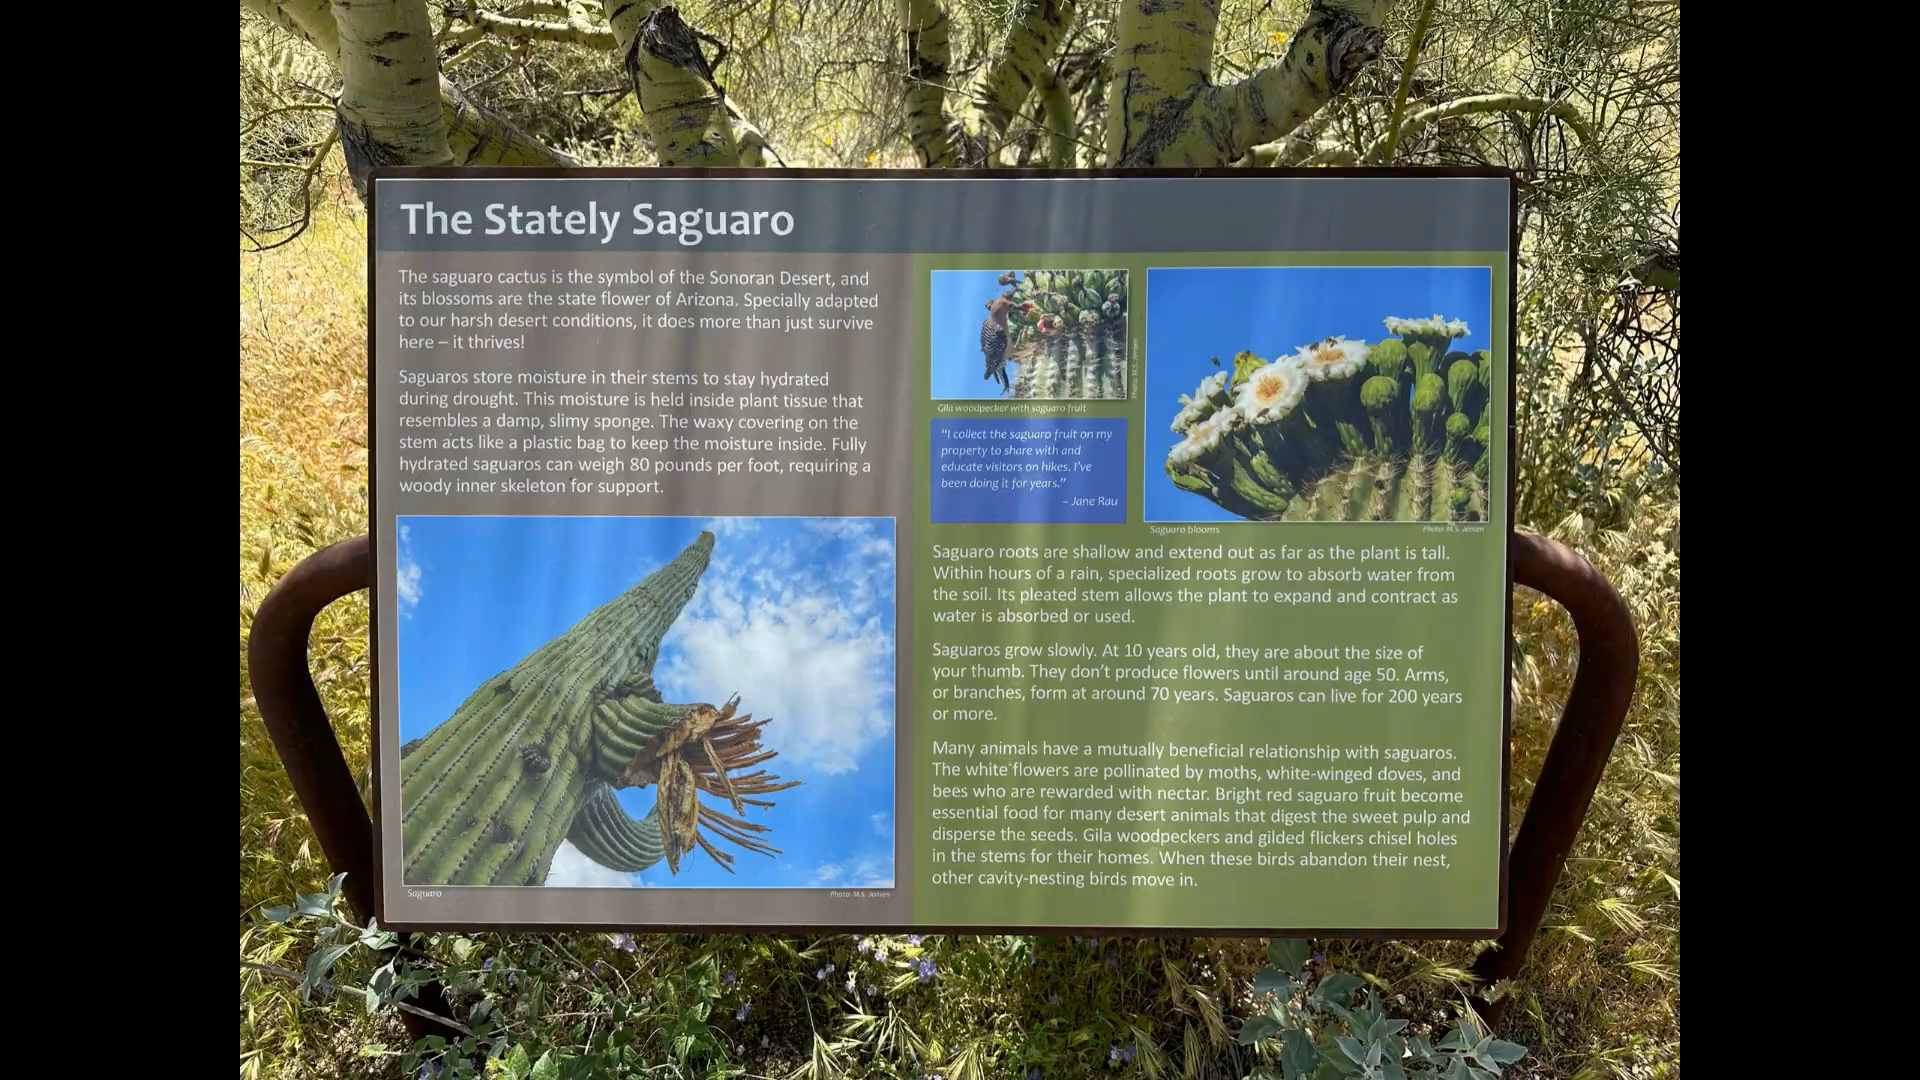 The Stately Saguaro
The saguaro cactus is the symbol of the Sonoran Desert, and
its blossoms are the state flower of Arizona. Specially adapted
to our harsh desert conditions, it does more than just survive
here – it thrives!
Saguaros store moisture in their stems to stay hydrated
during drought. This moisture is held inside plant tissue that
resembles a damp, slimy sponge. The waxy covering on the
stem acts like a plastic bag to keep the moisture inside. Fully
hydrated saguaros can weigh 80 pounds per foot, requiring a
woody inner skeleton for support.
Saguaro
Photo: M.S. Jensen
Photo: M.S. Jensen
Gila woodpecker with saguaro fruit
“I collect the saguaro fruit on my
property to share with and
educate visitors on hikes. I’ve
been doing it for years.”
– Jane Rau
Saguaro blooms
Photo: M.S. Jensen
Saguaro roots are shallow and extend out as far as the plant is tall.
Within hours of a rain, specialized roots grow to absorb water from
the soil. Its pleated stem allows the plant to expand and contract as
water is absorbed or used.
Saguaros grow slowly. At 10 years old, they are about the size of
your thumb. They don’t produce flowers until around age 50. Arms,
or branches, form at around 70 years. Saguaros can live for 200 years
or more.
Many animals have a mutually beneficial relationship with saguaros.
The white flowers are pollinated by moths, white-winged doves, and
bees who are rewarded with nectar. Bright red saguaro fruit become
essential food for many desert animals that digest the sweet pulp and
disperse the seeds. Gila woodpeckers and gilded flickers chisel holes
in the stems for their homes. When these birds abandon their nest,
other cavity-nesting birds move in.